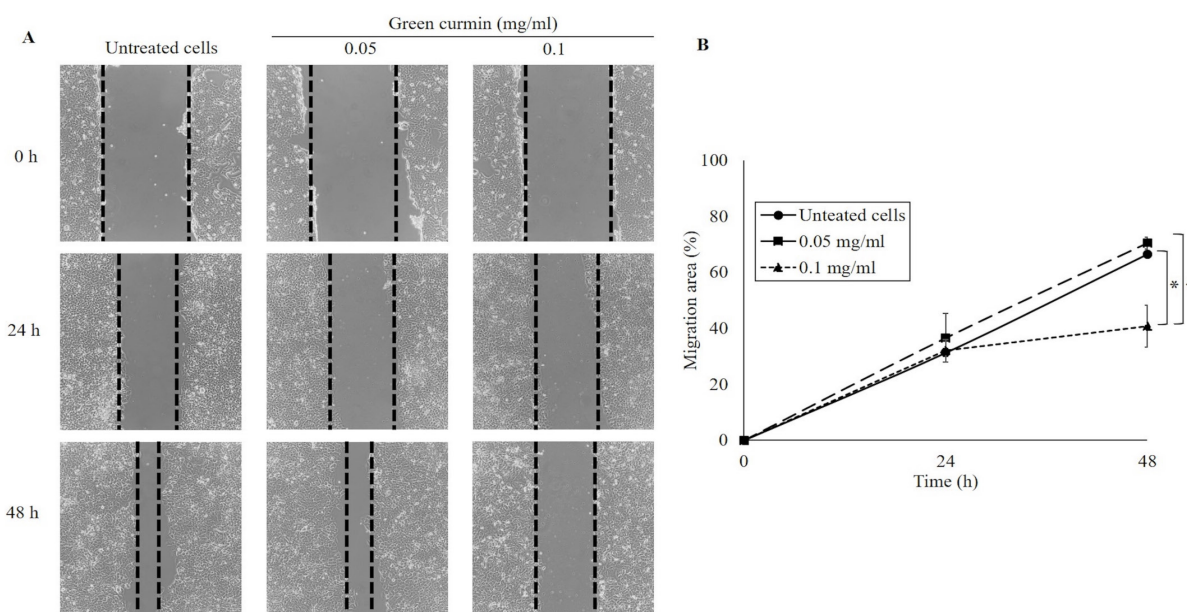 A
Green curmin (mg/ml)
Untreated cells
0.05
0.1
0 h
24 h
48 h
B
100
80
60
40
20
0
Migration area (%)
Unteated cells
0.05 mg/ml
0.1 mg/ml
*
0
24
48
Time (h)